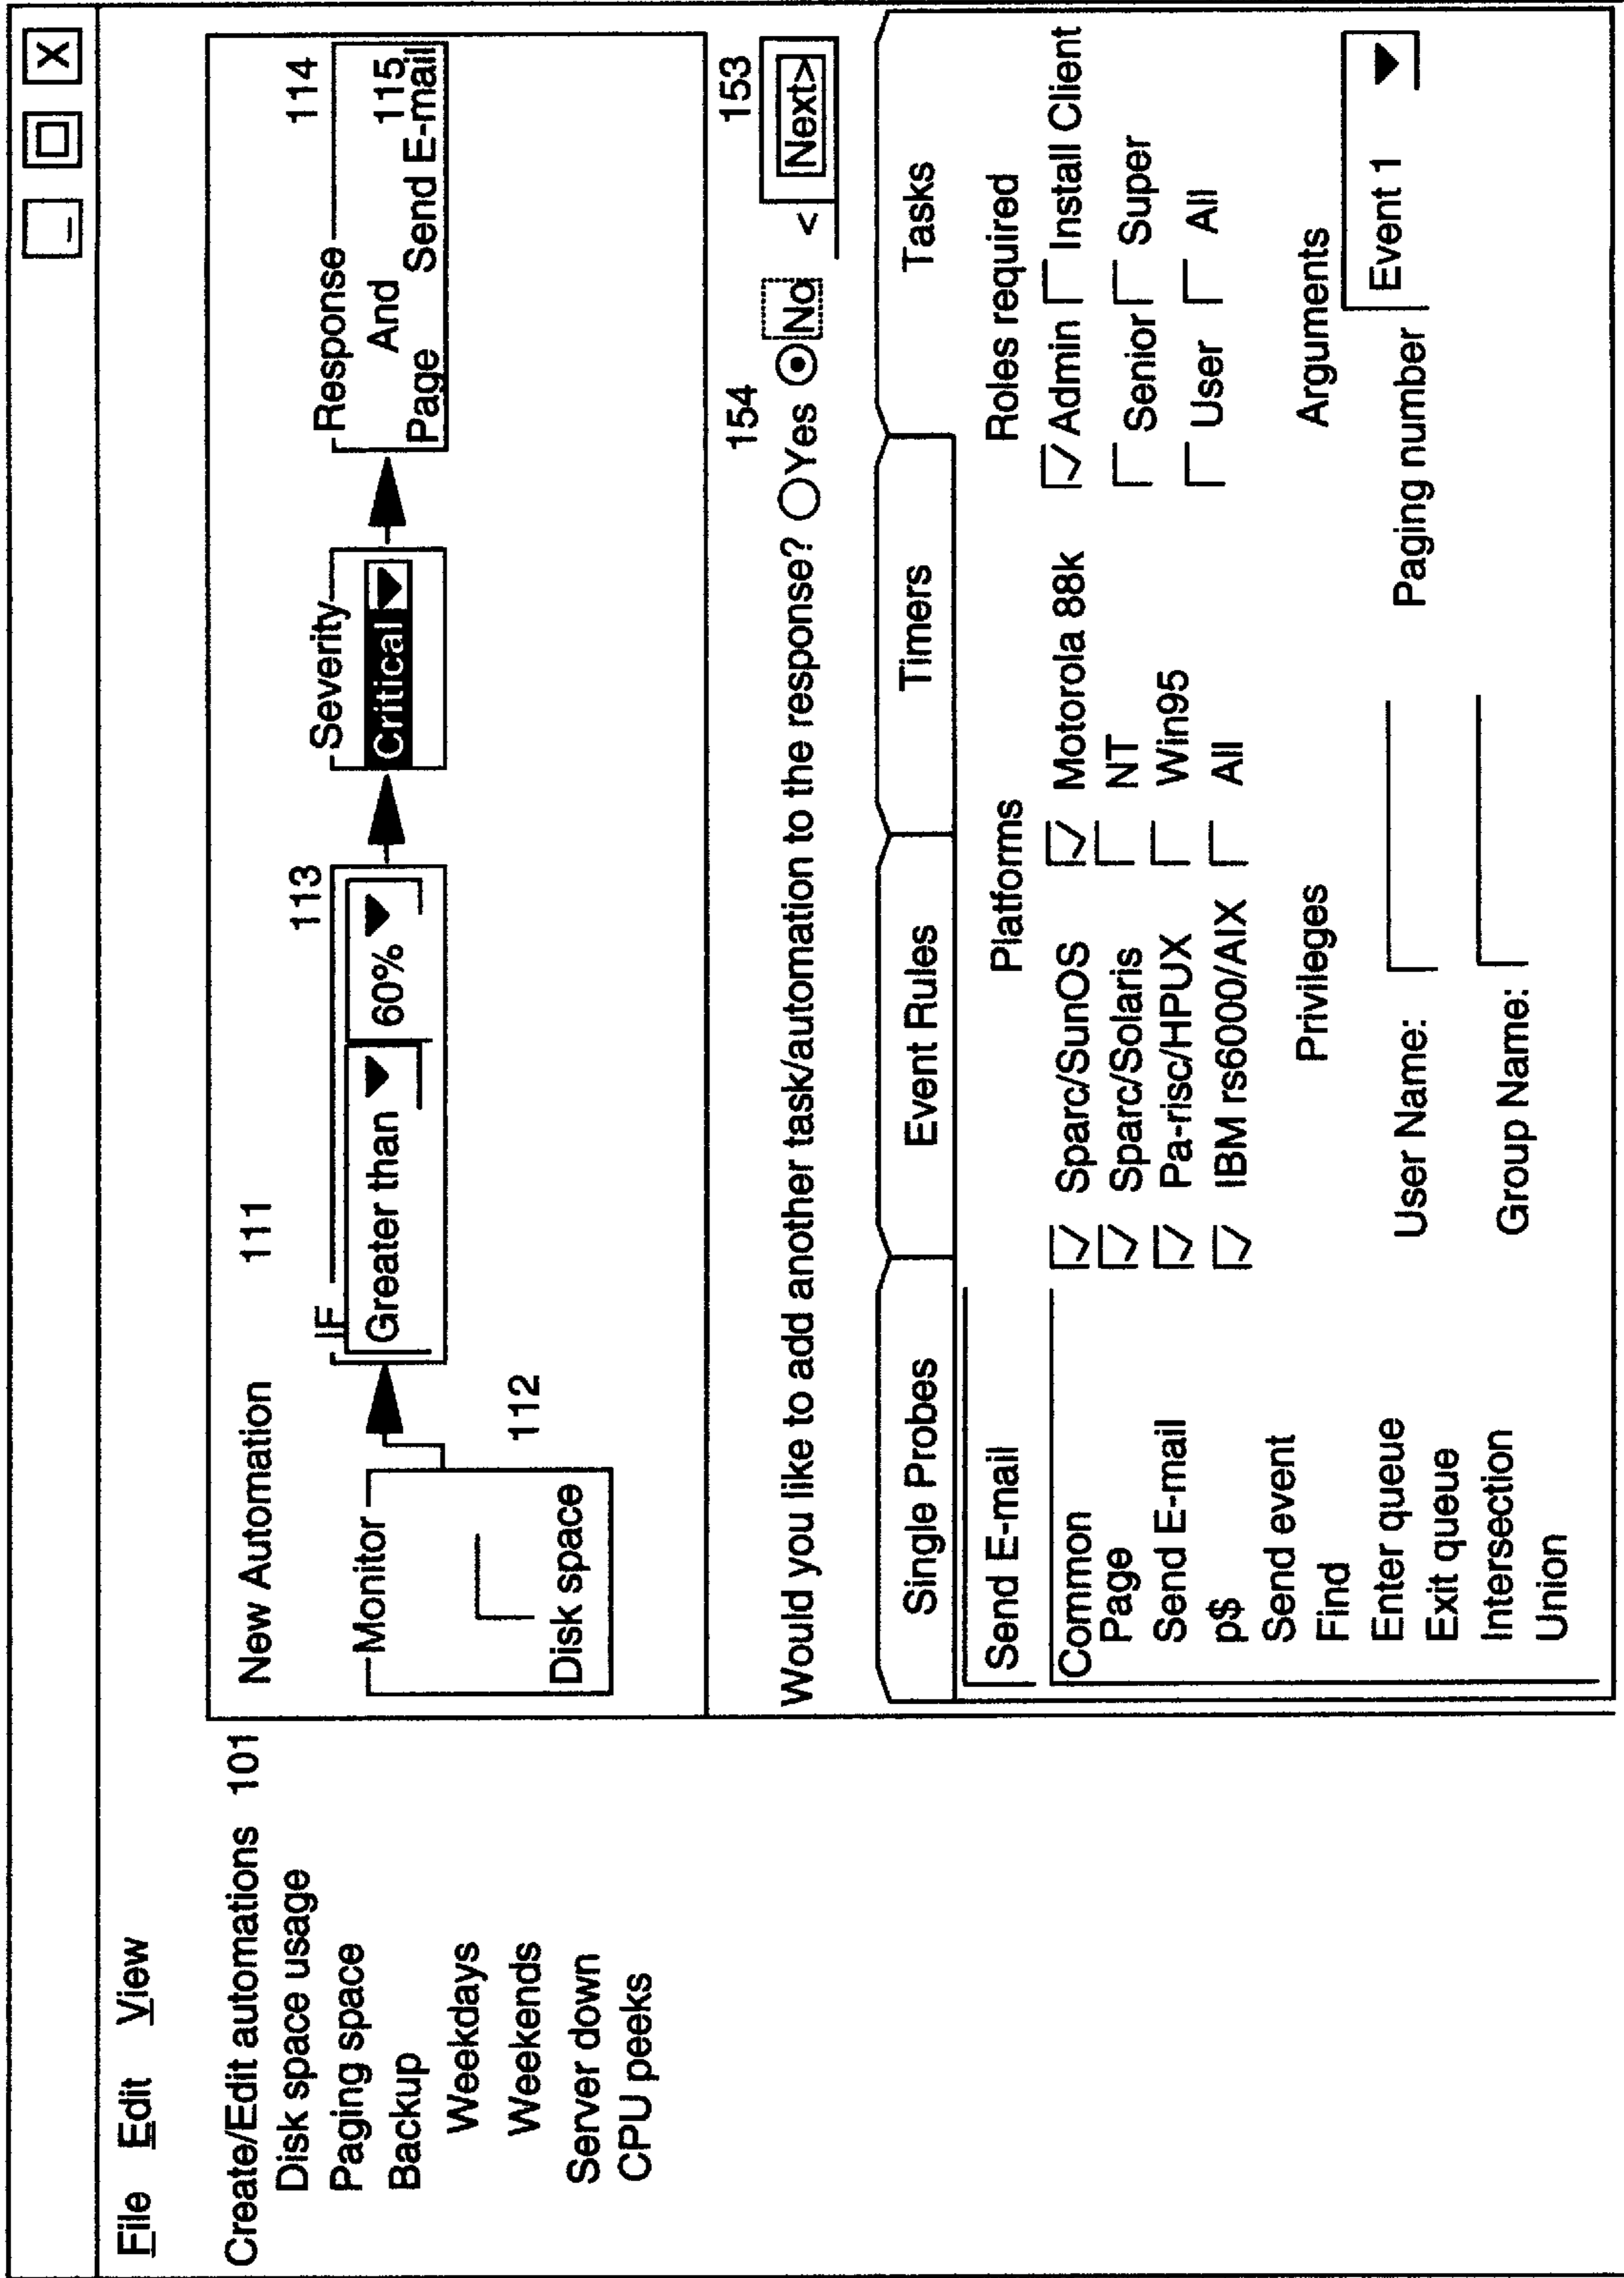 X
File Edit View
Create/Edit automations 101
Disk space usage
Paging space
Backup
Weekdays
Weekends
Server down
CPU peeks
New Automation 111
Monitor
Disk space
112
IF
113
Greater than 60%
Severity
Critical
Response 114
And 115
Page Send E-mail
154 153
Would you like to add another task/automation to the response? Yes No < Next>
Single Probes Event Rules Timers Tasks
Send E-mail
Common
Page
Send E-mail
p$
Send event
Find
Enter queue
Exit queue
Intersection
Union
Platforms
Sparc/SunOS Motorola 88k
Sparc/Solaris NT
Pa-risc/HPUX Win95
IBM rs6000/AIX All
Roles required
Admin Install Client
Senior Super
User All
Privileges
User Name:
Group Name:
Arguments
Paging number Event 1